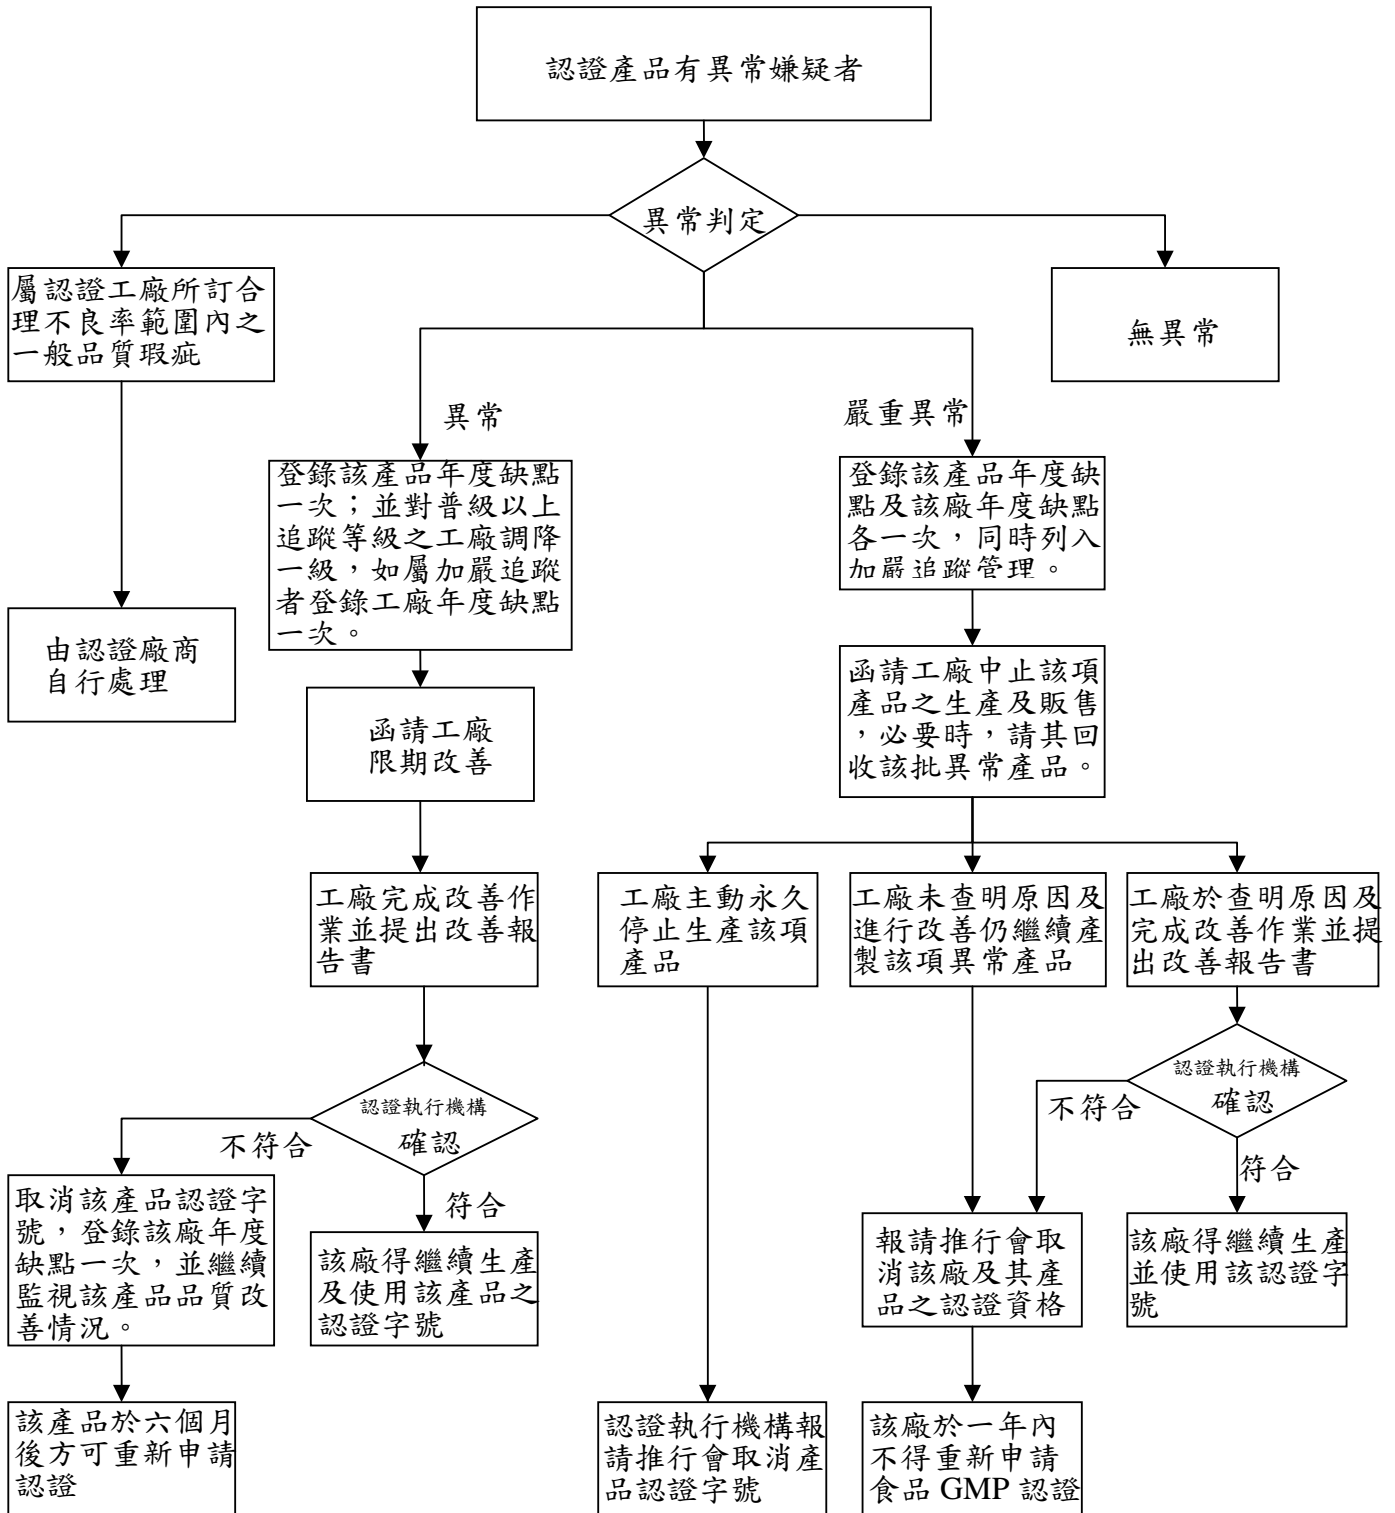 認證產品有異常嫌疑者
異常判定
屬認證工廠所訂合
理不良率範圍內之
一般品質瑕疵
無異常
異常
嚴重異常
登錄該產品年度缺點
一次；並對普級以上
追蹤等級之工廠調降
一級，如屬加嚴追蹤
者登錄工廠年度缺點
一次。
登錄該產品年度缺
點及該廠年度缺點
各一次，同時列入
加嚴追蹤管理。
由認證廠商
自行處理
函請工廠
限期改善
函請工廠中止該項
產品之生產及販售
，必要時，請其回
收該批異常產品。
工廠完成改善作
業並提出改善報
告書
工廠主動永久
停止生產該項
產品
工廠未查明原因及
進行改善仍繼續產
製該項異常產品
工廠於查明原因及
完成改善作業並提
出改善報告書
認證執行機構
確認
不符合
符合
認證執行機構
確認
不符合
符合
取消該產品認證字
號，登錄該廠年度
缺點一次，並繼續
監視該產品品質改
善情況。
該廠得繼續生產
及使用該產品之
認證字號
報請推行會取
消該廠及其產
品之認證資格
該廠得繼續生產
並使用該認證字
號
該產品於六個月
後方可重新申請
認證
認證執行機構報
請推行會取消產
品認證字號
該廠於一年內
不得重新申請
食品 GMP 認證